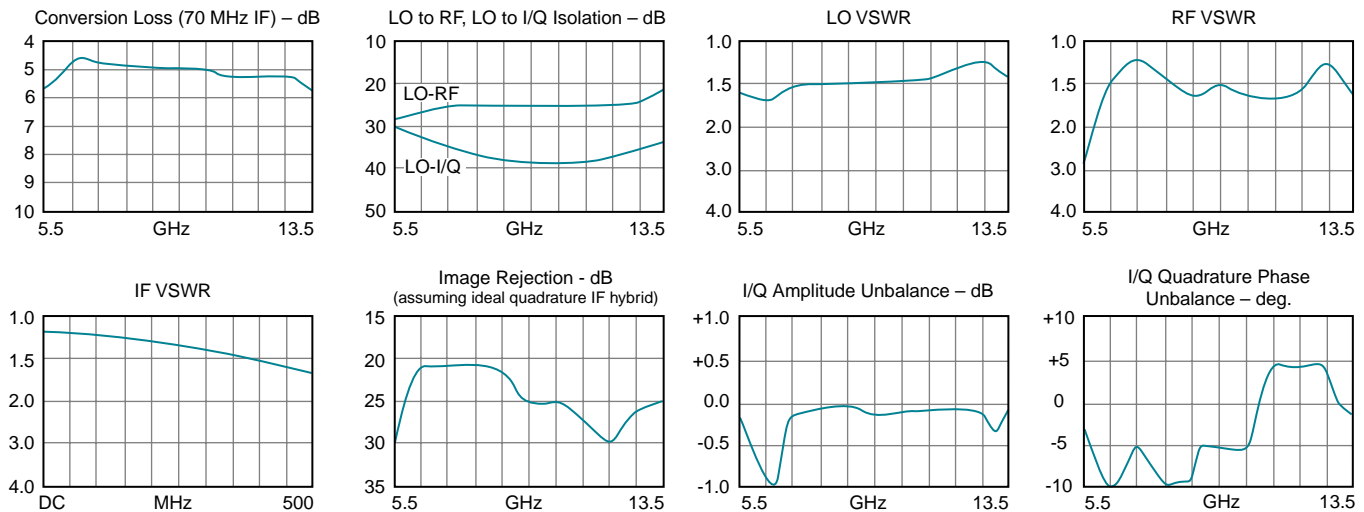 Conversion Loss (70 MHz IF) – dB
4
5
6
7
8
9
10
5.5 GHz 13.5
LO to RF, LO to I/Q Isolation – dB
10
20
30
40
50
LO-RF
LO-I/Q
5.5 GHz 13.5
LO VSWR
1.0
1.5
2.0
3.0
4.0
5.5 GHz 13.5
RF VSWR
1.0
1.5
2.0
3.0
4.0
5.5 GHz 13.5
IF VSWR
1.0
1.5
2.0
3.0
4.0
DC MHz 500
Image Rejection - dB
(assuming ideal quadrature IF hybrid)
15
20
25
30
35
5.5 GHz 13.5
I/Q Amplitude Unbalance – dB
+1.0
+0.5
0.0
-0.5
-1.0
5.5 GHz 13.5
I/Q Quadrature Phase
Unbalance – deg.
+10
+5
0
-5
-10
5.5 GHz 13.5